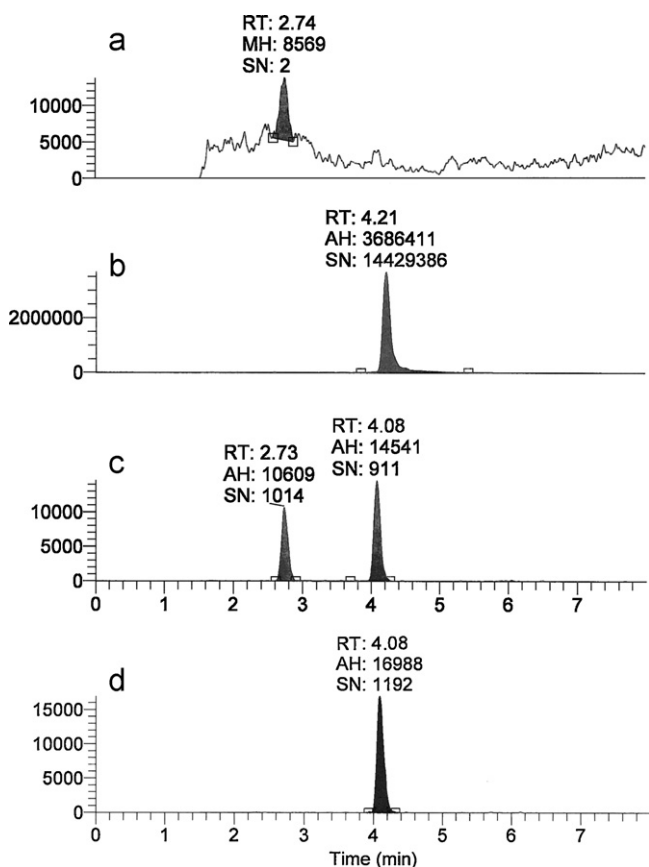 a
RT: 2.74
MH: 8569
SN: 2
10000
5000
0
b
RT: 4.21
AH: 3686411
SN: 14429386
2000000
0
c
RT: 2.73
AH: 10609
SN: 1014
RT: 4.08
AH: 14541
SN: 911
10000
5000
0
0 1 2 3 4 5 6 7
d
RT: 4.08
AH: 16988
SN: 1192
15000
10000
5000
0
0 1 2 3 4 5 6 7
Time (min)